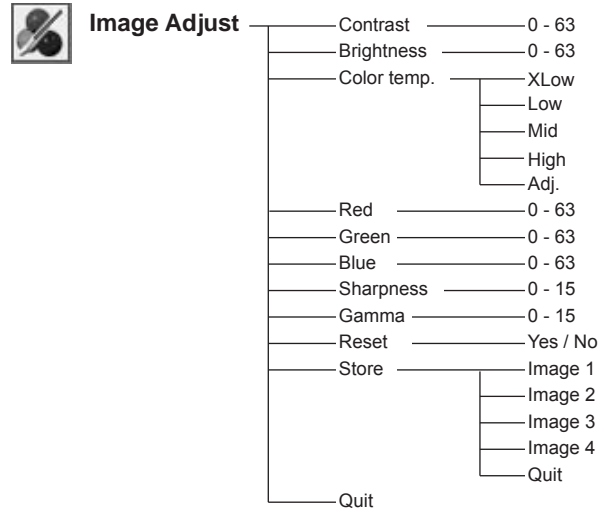 Image Adjust Contrast 0 - 63
Brightness 0 - 63
Color temp. XLow
Low
Mid
High
Adj.
Red 0 - 63
Green 0 - 63
Blue 0 - 63
Sharpness 0 - 15
Gamma 0 - 15
Reset Yes / No
Store Image 1
Image 2
Image 3
Image 4
Quit
Quit